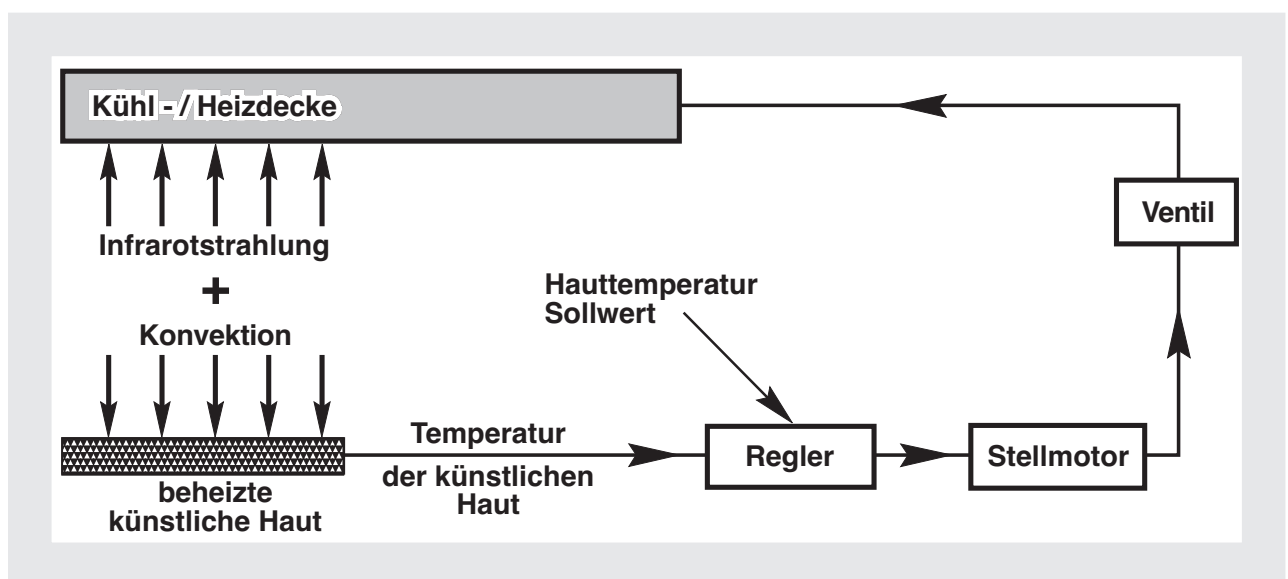 Kühl - / Heizdecke
Ventil
Infrarotstrahlung
+
Konvektion
Hauttemperatur
Sollwert
Temperatur
der künstlichen
Haut
Regler
Stellmotor
beheizte
künstliche Haut